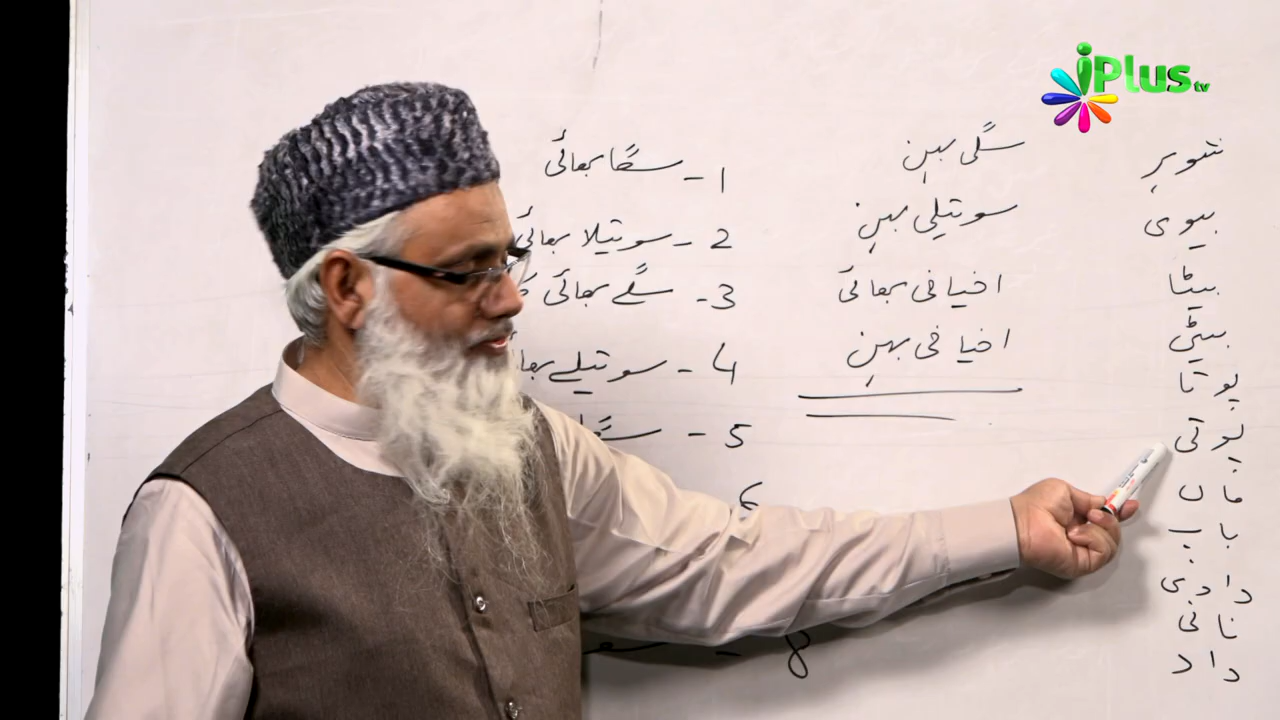 iPlus tv
شوہر
بیوی
بیٹا
بیٹی
پوتا
پوتی
ماں
باپ
دادی
نانی
داد
سگی بہن
سوتیلی بہن
اخیافی بھائی
اخیافی بہن
1 - سگا بھائی
2 - سوتیلا بھائی
3 - سگے بھائی
4 - سوتیلے
5 -
6
8 -